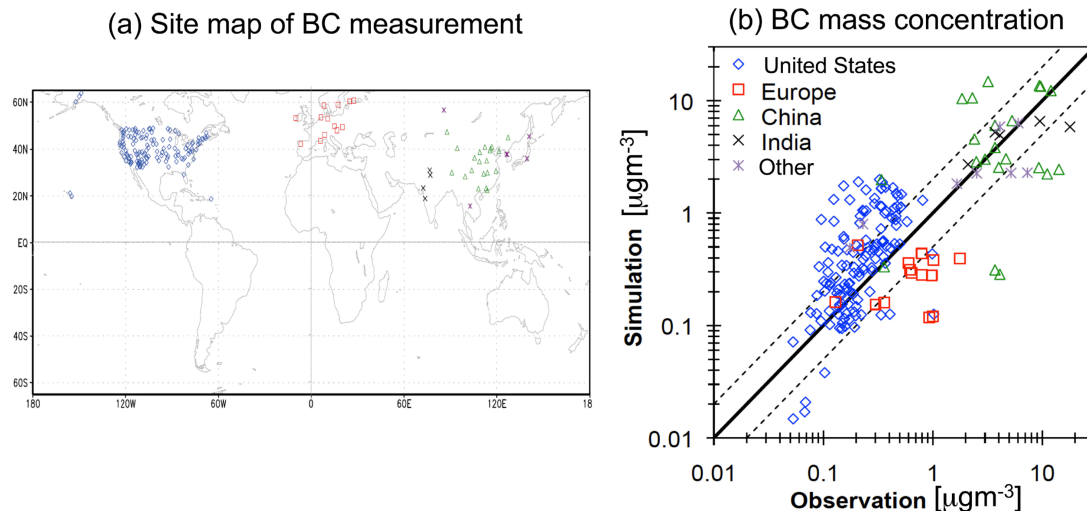 (a) Site map of BC measurement
60N
40N
20N
EQ
20S
40S
60S
180
120W
60W
0
60E
120E
18
(b) BC mass concentration
United States
Europe
China
India
Other
Simulation [μgm-3]
10
1
0.1
0.01
0.01
0.1
1
10
Observation [μgm-3]